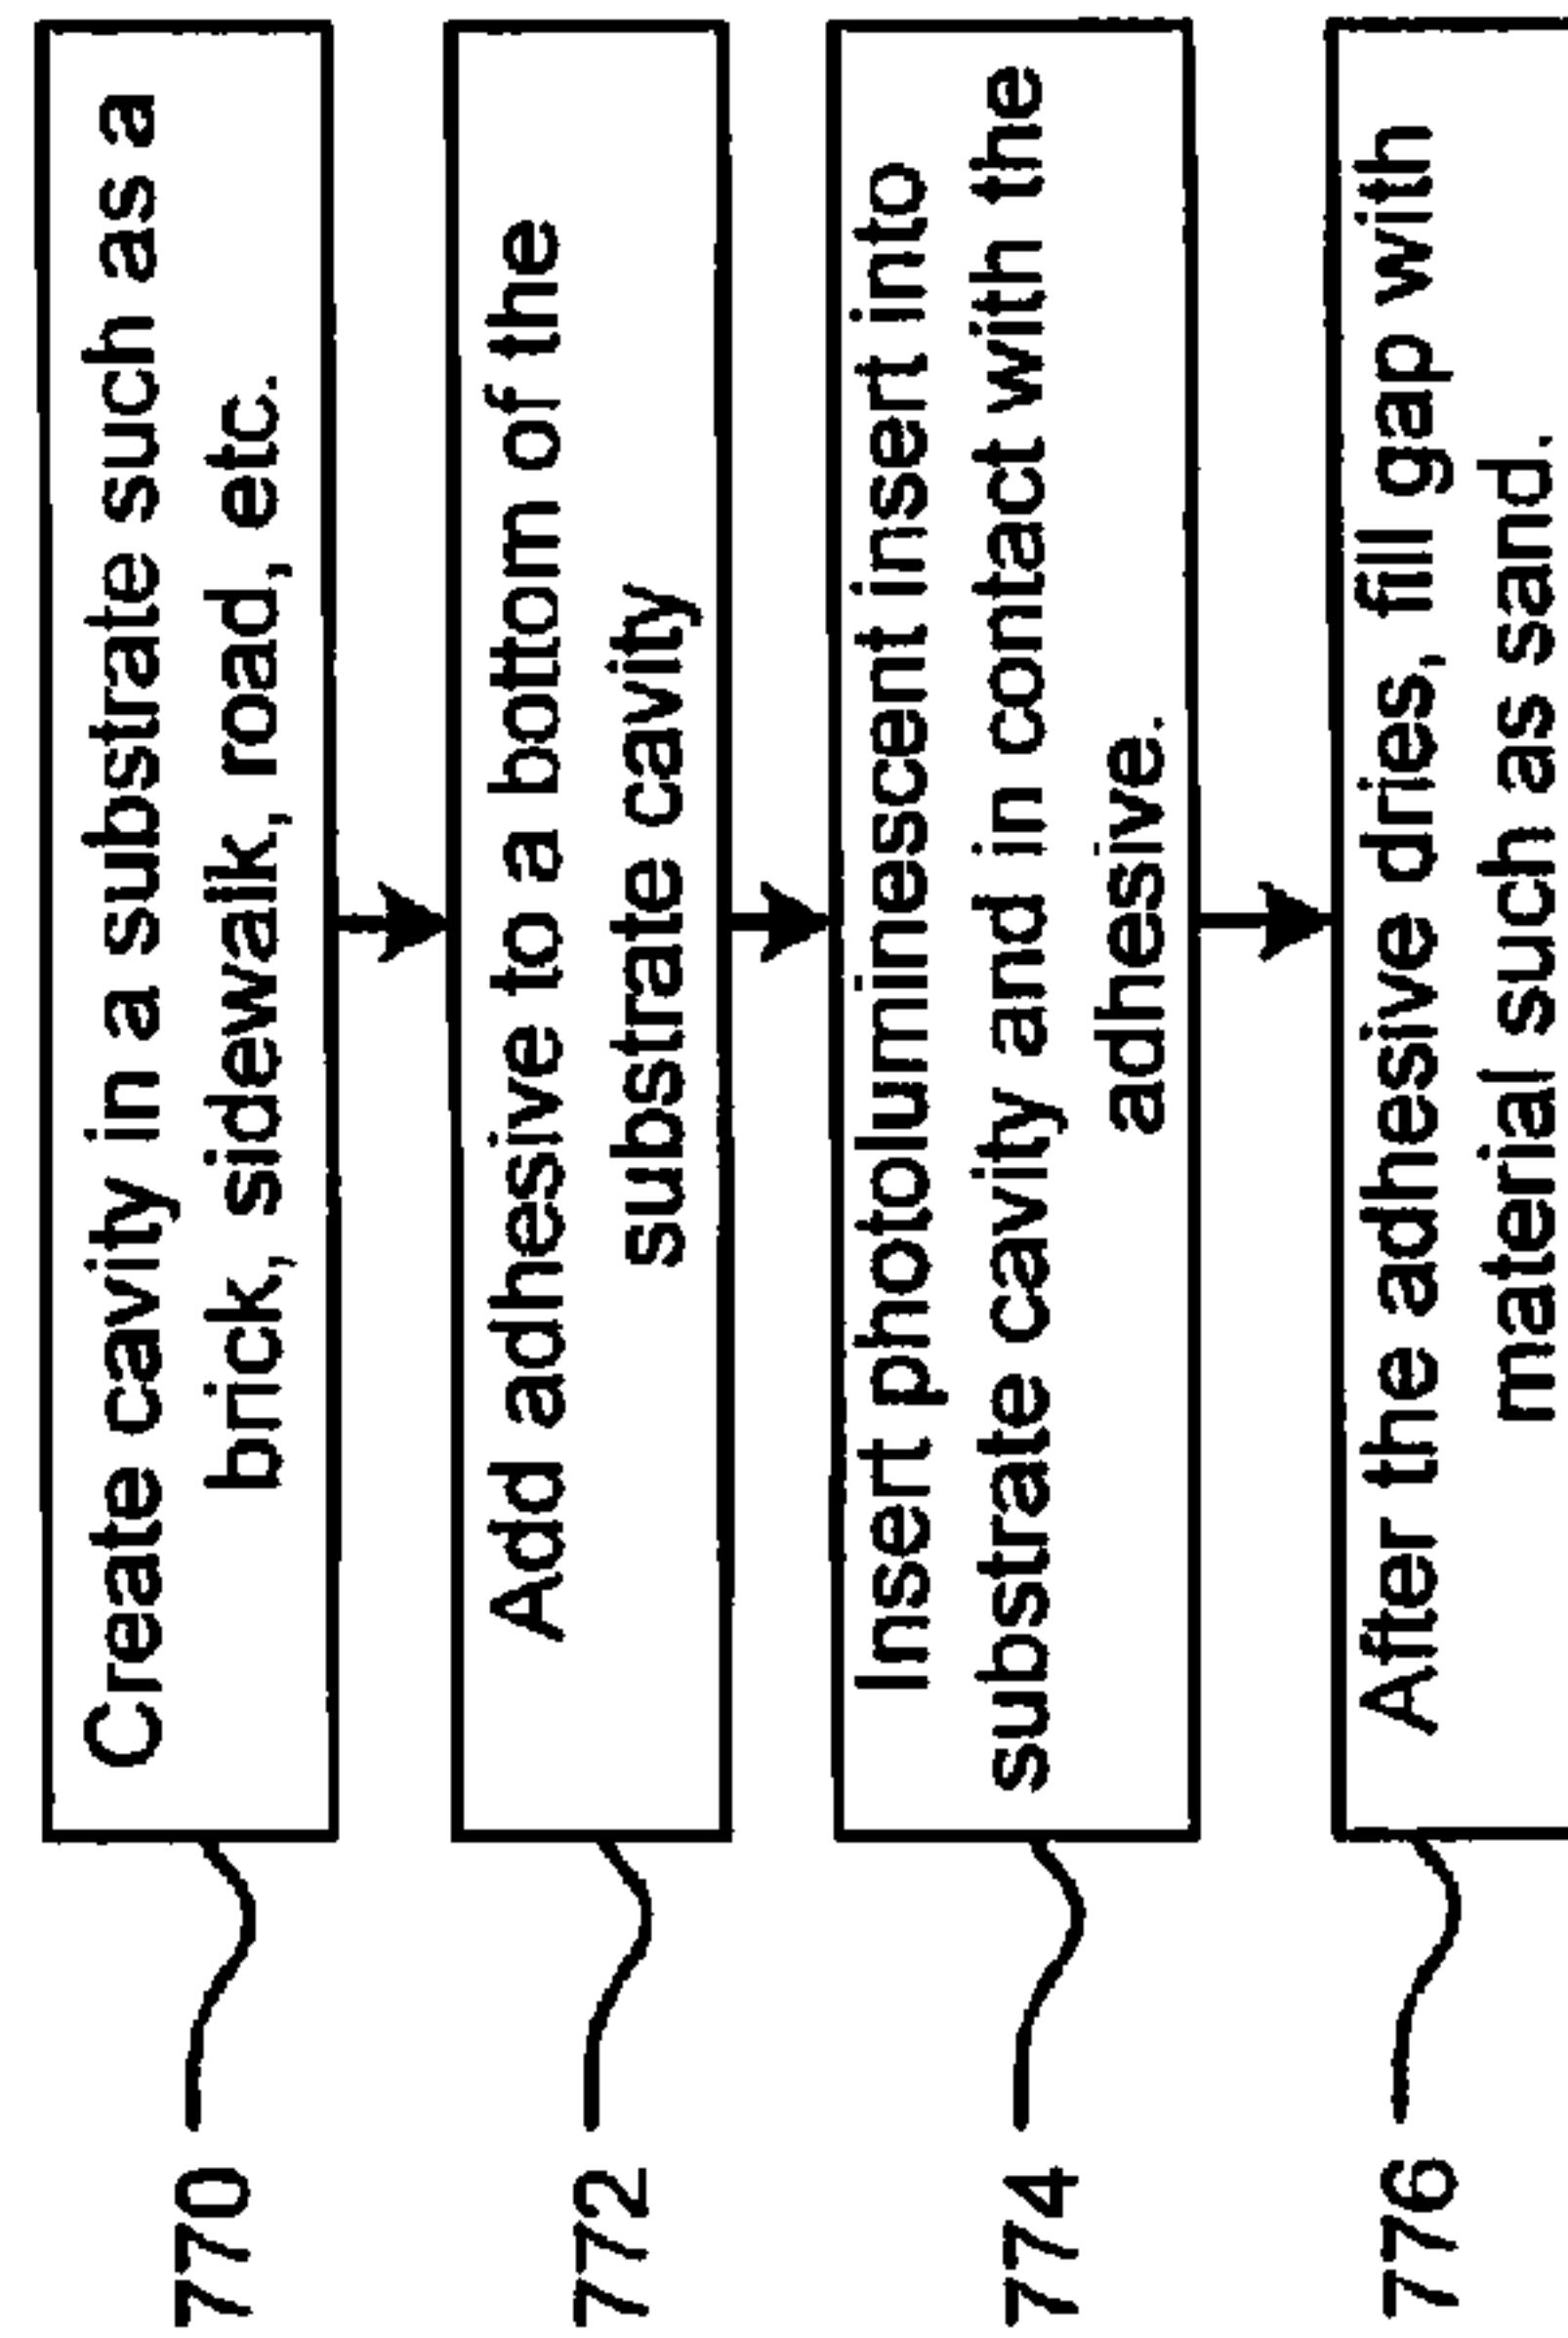 770
Create cavity in a substrate such as a
brick, sidewalk, road, etc.
772
Add adhesive to a bottom of the
substrate cavity
774
Insert photoluminescent insert into
substrate cavity and in contact with the
adhesive.
776
After the adhesive dries, fill gap with
material such as sand.